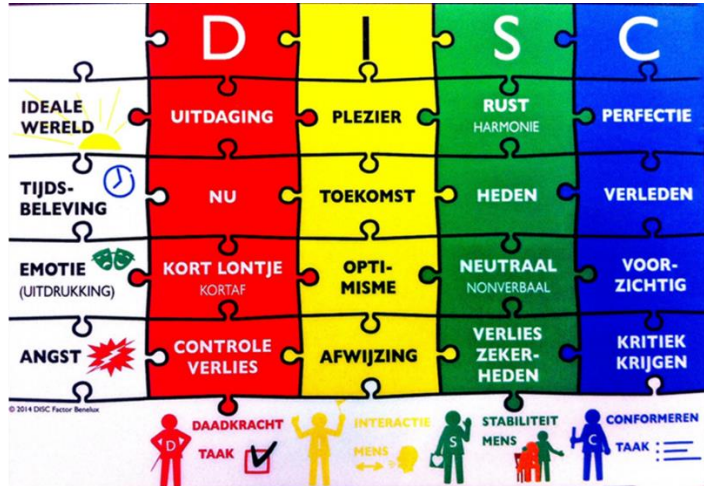 D I S C
IDEALE
WERELD
UITDAGING
PLEZIER
RUST
HARMONIE
PERFECTIE
TIJDS-
BELEVING
NU
TOEKOMST
HEDEN
VERLEDEN
EMOTIE
(UITDRUKKING)
KORT LONTJE
KORTAF
OPTI-
MISME
NEUTRAAL
NONVERBAAL
VOOR-
ZICHTIG
ANGST
CONTROLE
VERLIES
AFWIJZING
VERLIES
ZEKER-
HEDEN
KRITIEK
KRIJGEN
© 2014 DISC Factor Benelux
D
DAADKRACHT
TAAK
I
INTERACTIE
MENS
S
STABILITEIT
MENS
C
CONFORMEREN
TAAK